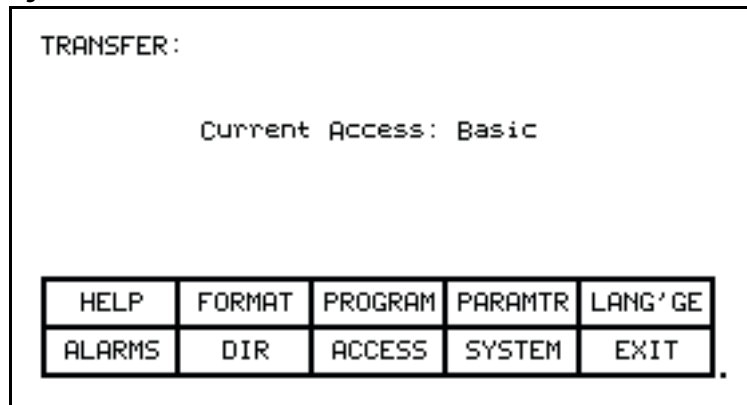 TRANSFER:
Current Access: Basic
HELP FORMAT PROGRAM PARAMTR LANG'GE
ALARMS DIR ACCESS SYSTEM EXIT .